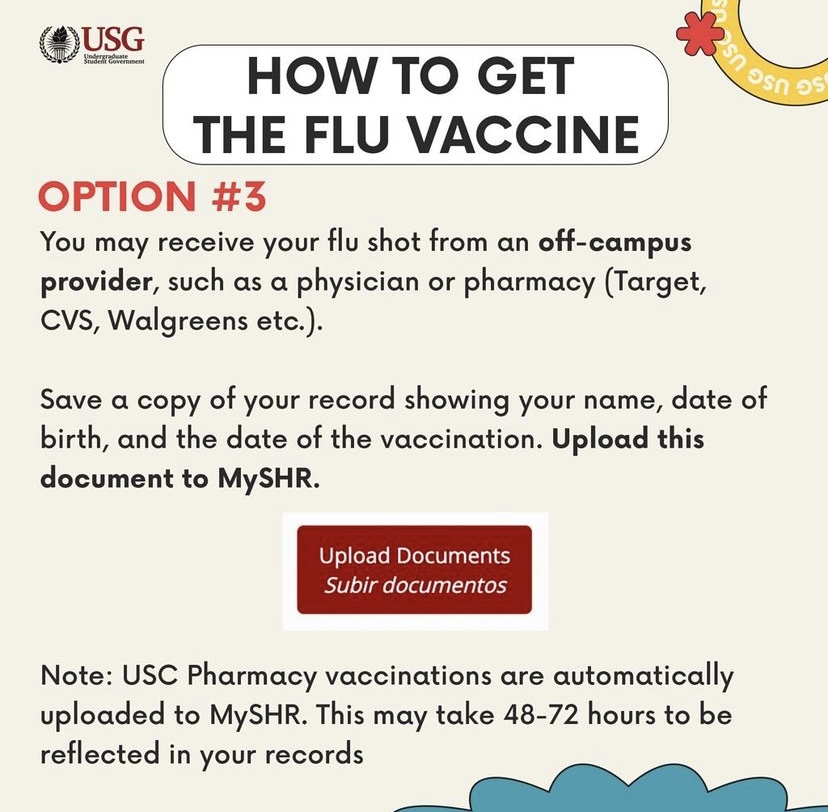 USG
Undergraduate
Student Government
USG USG USG
HOW TO GET
THE FLU VACCINE
OPTION #3
You may receive your flu shot from an off-campus
provider, such as a physician or pharmacy (Target,
CVS, Walgreens etc.).
Save a copy of your record showing your name, date of
birth, and the date of the vaccination. Upload this
document to MySHR.
Upload Documents
Subir documentos
Note: USC Pharmacy vaccinations are automatically
uploaded to MySHR. This may take 48-72 hours to be
reflected in your records